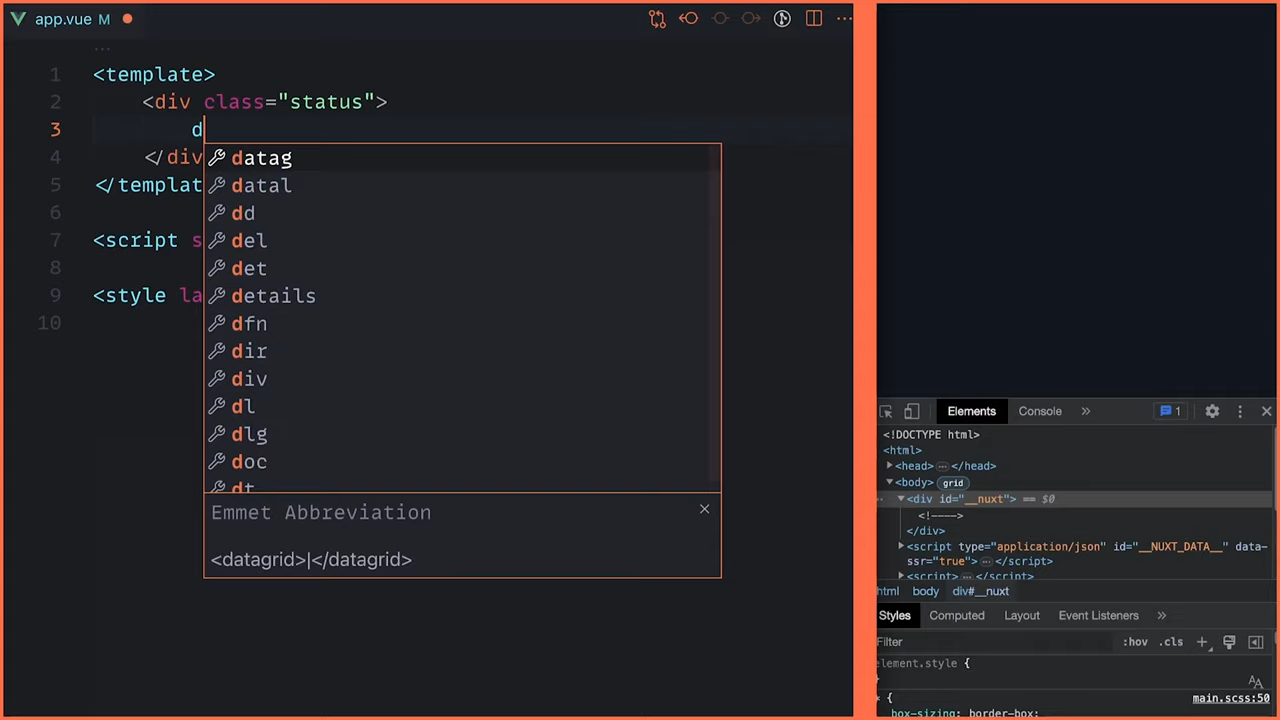 app.vue M
...
1 <template>
2 <div class="status">
3 d
4 </div
5 </templat
6
7 <script s
8
9 <style la
10
datag
datal
dd
del
det
details
dfn
dir
div
dl
dlg
doc
dt
Emmet Abbreviation ×
<datagrid>|</datagrid>
Elements Console » 1
<!DOCTYPE html>
<html>
<head> ... </head>
<body> grid
<div id="__nuxt"> == $0
<!---->
</div>
<script type="application/json" id="__NUXT_DATA__" data-
ssr="true"> ... </script>
<script> ... </script>
html body div#__nuxt
Styles Computed Layout Event Listeners »
Filter :hov .cls +
element.style {
}
* { main.scss:50
box-sizing: border-box;